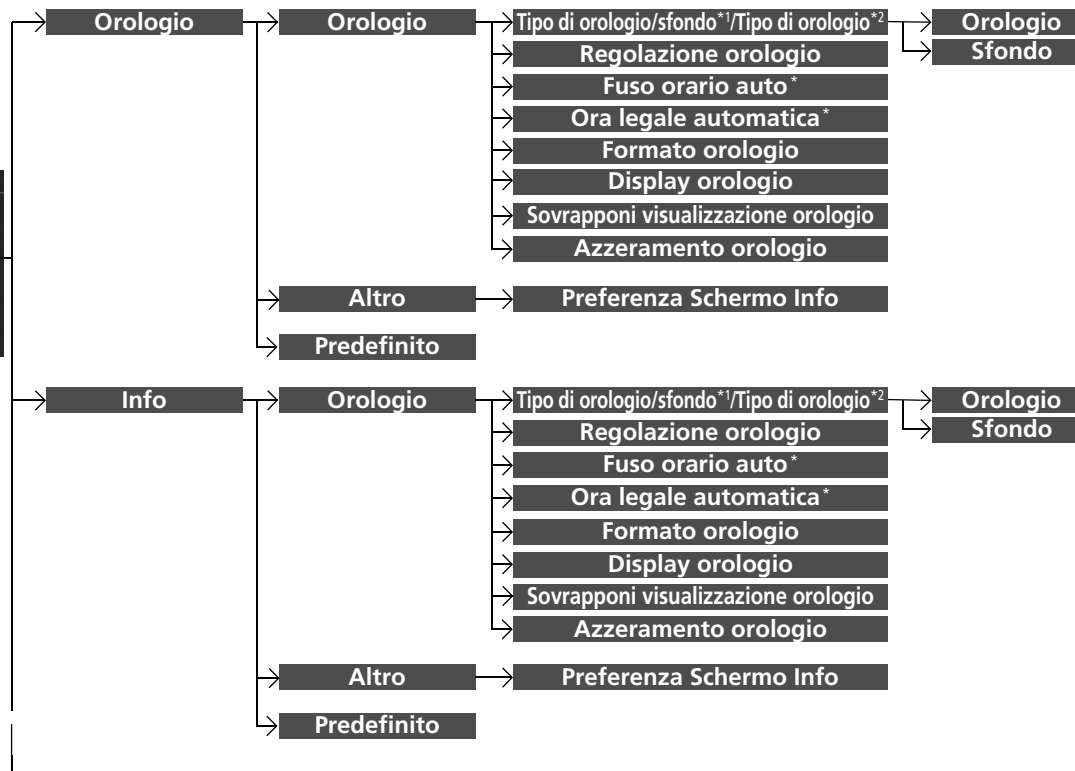 Orologio Orologio Tipo di orologio/sfondo*1/Tipo di orologio*2 Orologio
Regolazione orologio Sfondo
Fuso orario auto*
Ora legale automatica*
Formato orologio
Display orologio
Sovrapponi visualizzazione orologio
Azzeramento orologio
Altro Preferenza Schermo Info
Predefinito
Info Orologio Tipo di orologio/sfondo*1/Tipo di orologio*2 Orologio
Regolazione orologio Sfondo
Fuso orario auto*
Ora legale automatica*
Formato orologio
Display orologio
Sovrapponi visualizzazione orologio
Azzeramento orologio
Altro Preferenza Schermo Info
Predefinito